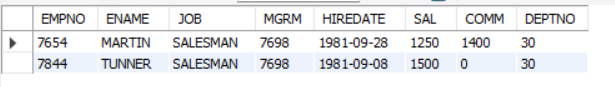 EMPNO ENAME JOB MGRM HIREDATE SAL COMM DEPTNO
7654 MARTIN SALESMAN 7698 1981-09-28 1250 1400 30
7844 TUNNER SALESMAN 7698 1981-09-08 1500 0 30